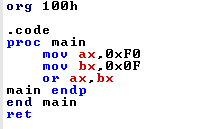 org 100h
.code
proc main
mov ax,0xF0
mov bx,0x0F
or ax,bx
main endp
end main
ret